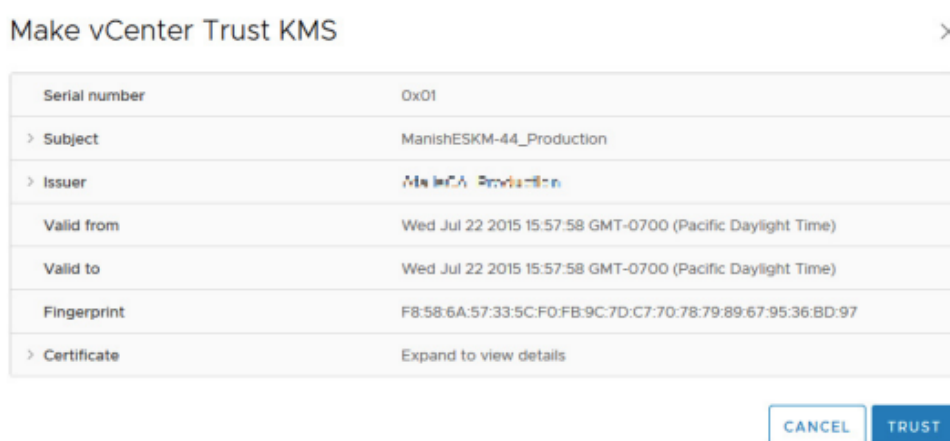 Make vCenter Trust KMS
Serial number 0x01
Subject ManishESKM-44_Production
Issuer
Valid from Wed Jul 22 2015 15:57:58 GMT-0700 (Pacific Daylight Time)
Valid to Wed Jul 22 2015 15:57:58 GMT-0700 (Pacific Daylight Time)
Fingerprint F8:58:6A:57:33:5C:F0:FB:9C:7D:C7:70:78:79:89:67:95:36:BD:97
Certificate Expand to view details
CANCEL TRUST